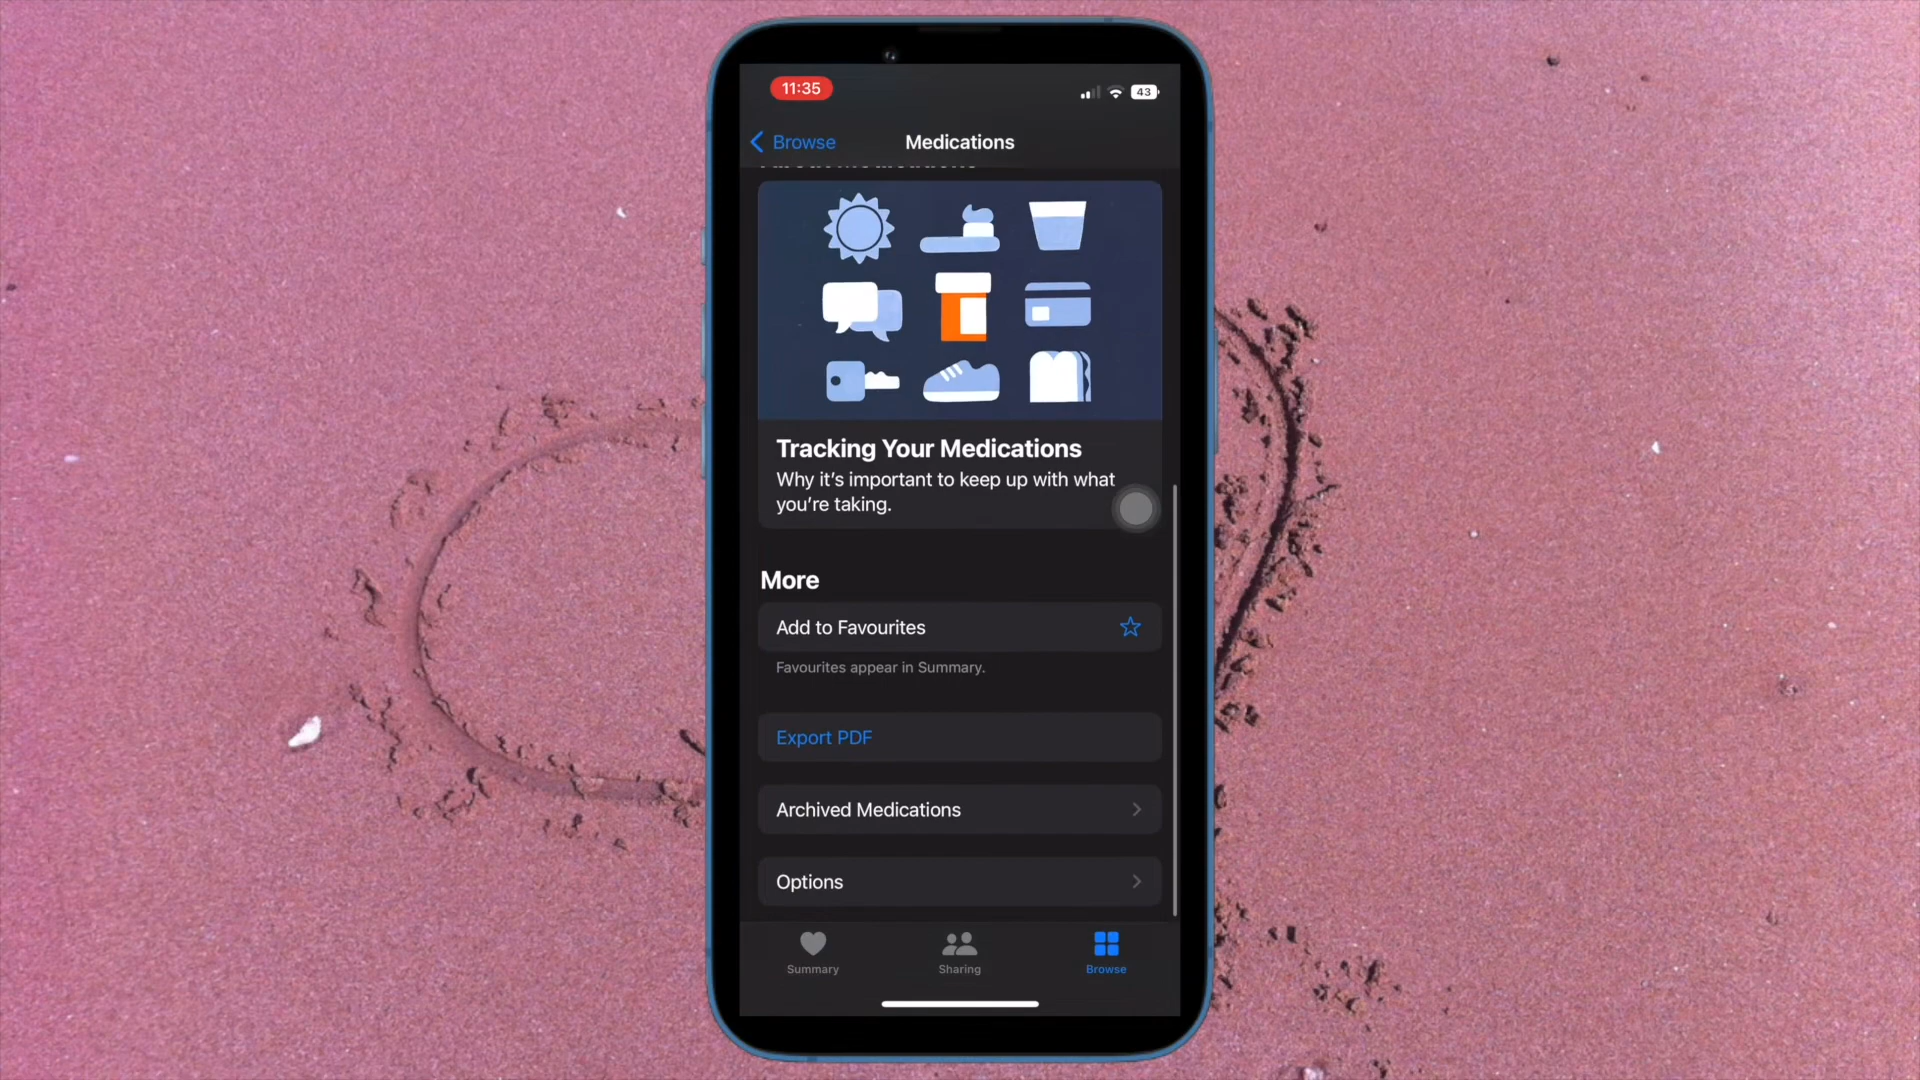 11:35
43
Browse
Medications
Tracking Your Medications
Why it's important to keep up with what
you're taking.
More
Add to Favourites
Favourites appear in Summary.
Export PDF
Archived Medications
Options
Summary
Sharing
Browse